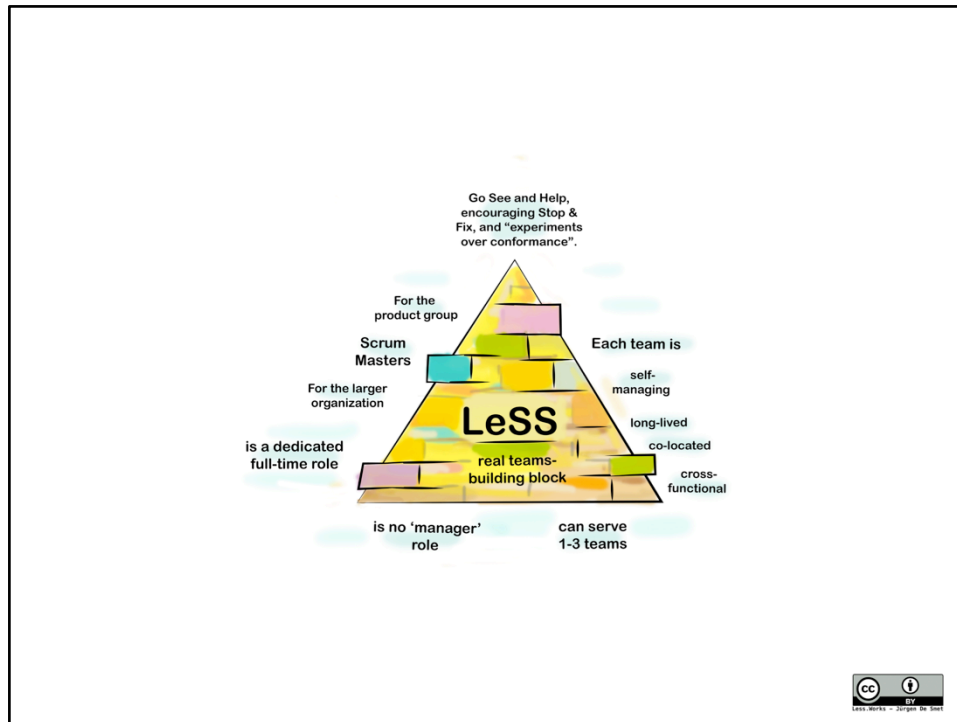 Go See and Help,
encouraging Stop &
Fix, and “experiments
over conformance”.
For the
product group
Scrum
Masters
For the larger
organization
is a dedicated
full-time role
Each team is
self-
managing
long-lived
co-located
cross-
functional
LeSS
real teams-
building block
is no ‘manager’
role
can serve
1-3 teams
cc
BY
Less.Works – Jürgen De Smet